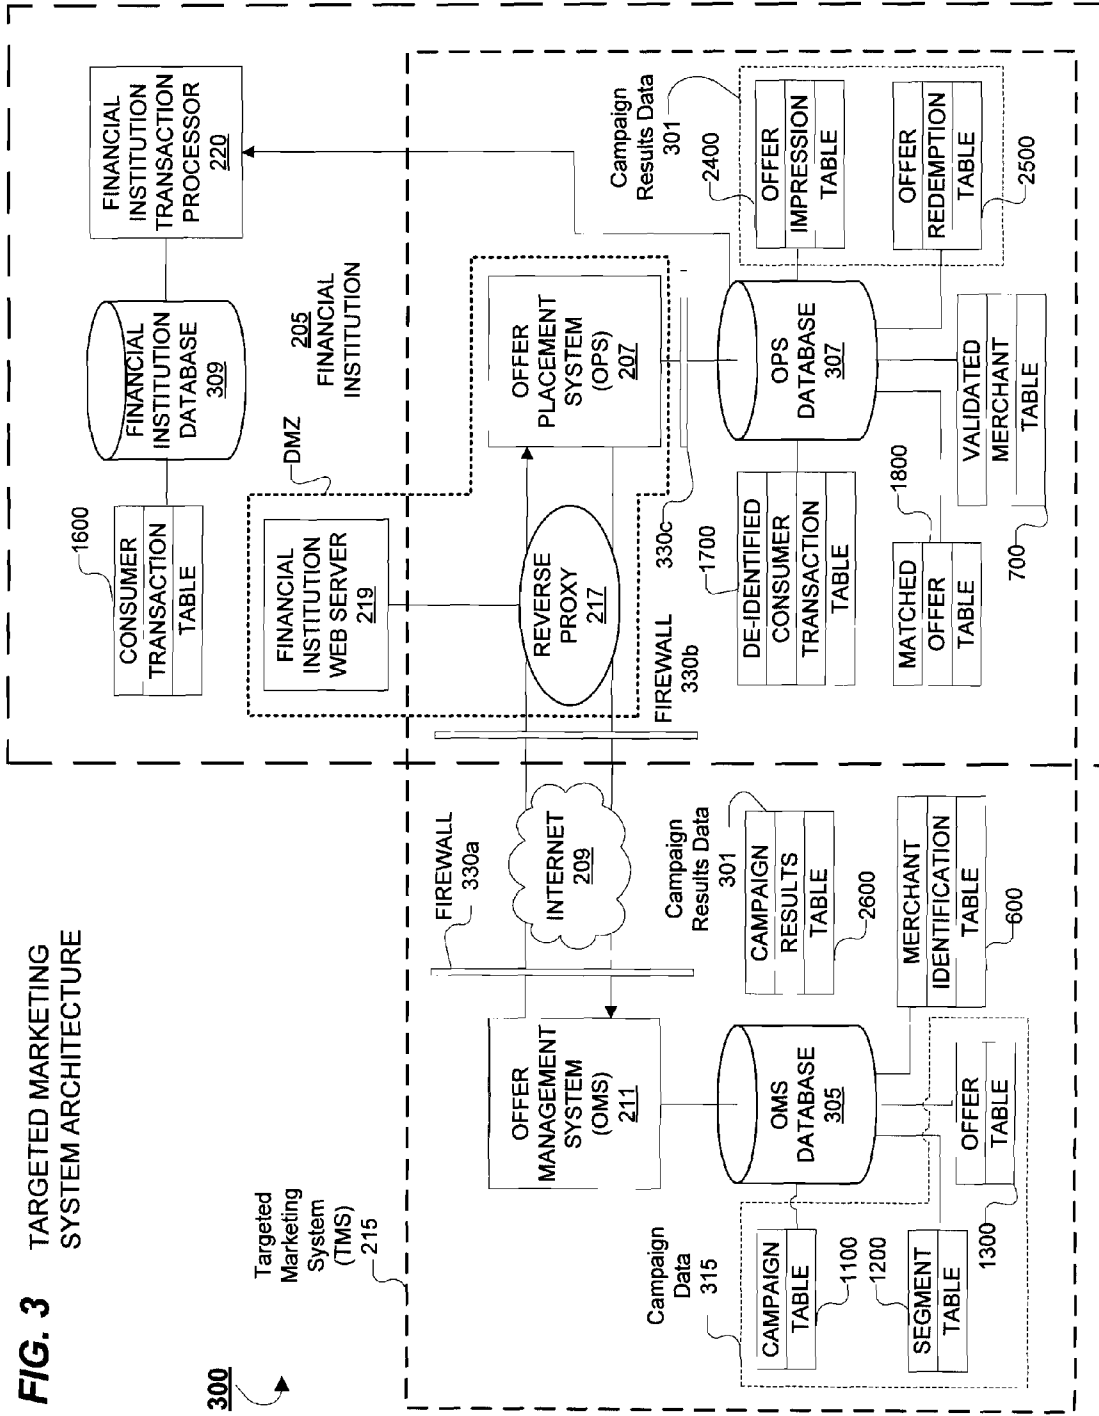 FIG. 3
TARGETED MARKETING
SYSTEM ARCHITECTURE
300
Targeted
Marketing
System
(TMS)
215
FIREWALL
330a
OFFER
MANAGEMENT
SYSTEM
(OMS)
211
INTERNET
209
OMS
DATABASE
305
Campaign
Data
315
CAMPAIGN
TABLE
1100
1200
SEGMENT
TABLE
1300
OFFER
TABLE
Campaign
Results Data
301
CAMPAIGN
RESULTS
TABLE
2600
MERCHANT
IDENTIFICATION
TABLE
600
1600
CONSUMER
TRANSACTION
TABLE
FINANCIAL
INSTITUTION
DATABASE
309
FINANCIAL
INSTITUTION
TRANSACTION
PROCESSOR
220
DMZ
205
FINANCIAL
INSTITUTION
FINANCIAL
INSTITUTION
WEB SERVER
219
REVERSE
PROXY
217
OFFER
PLACEMENT
SYSTEM
(OPS)
207
FIREWALL
330b
330c
1700
DE-IDENTIFIED
CONSUMER
TRANSACTION
TABLE
OPS
DATABASE
307
Campaign
Results Data
301
2400
OFFER
IMPRESSION
TABLE
OFFER
REDEMPTION
TABLE
2500
1800
MATCHED
OFFER
TABLE
700
VALIDATED
MERCHANT
TABLE